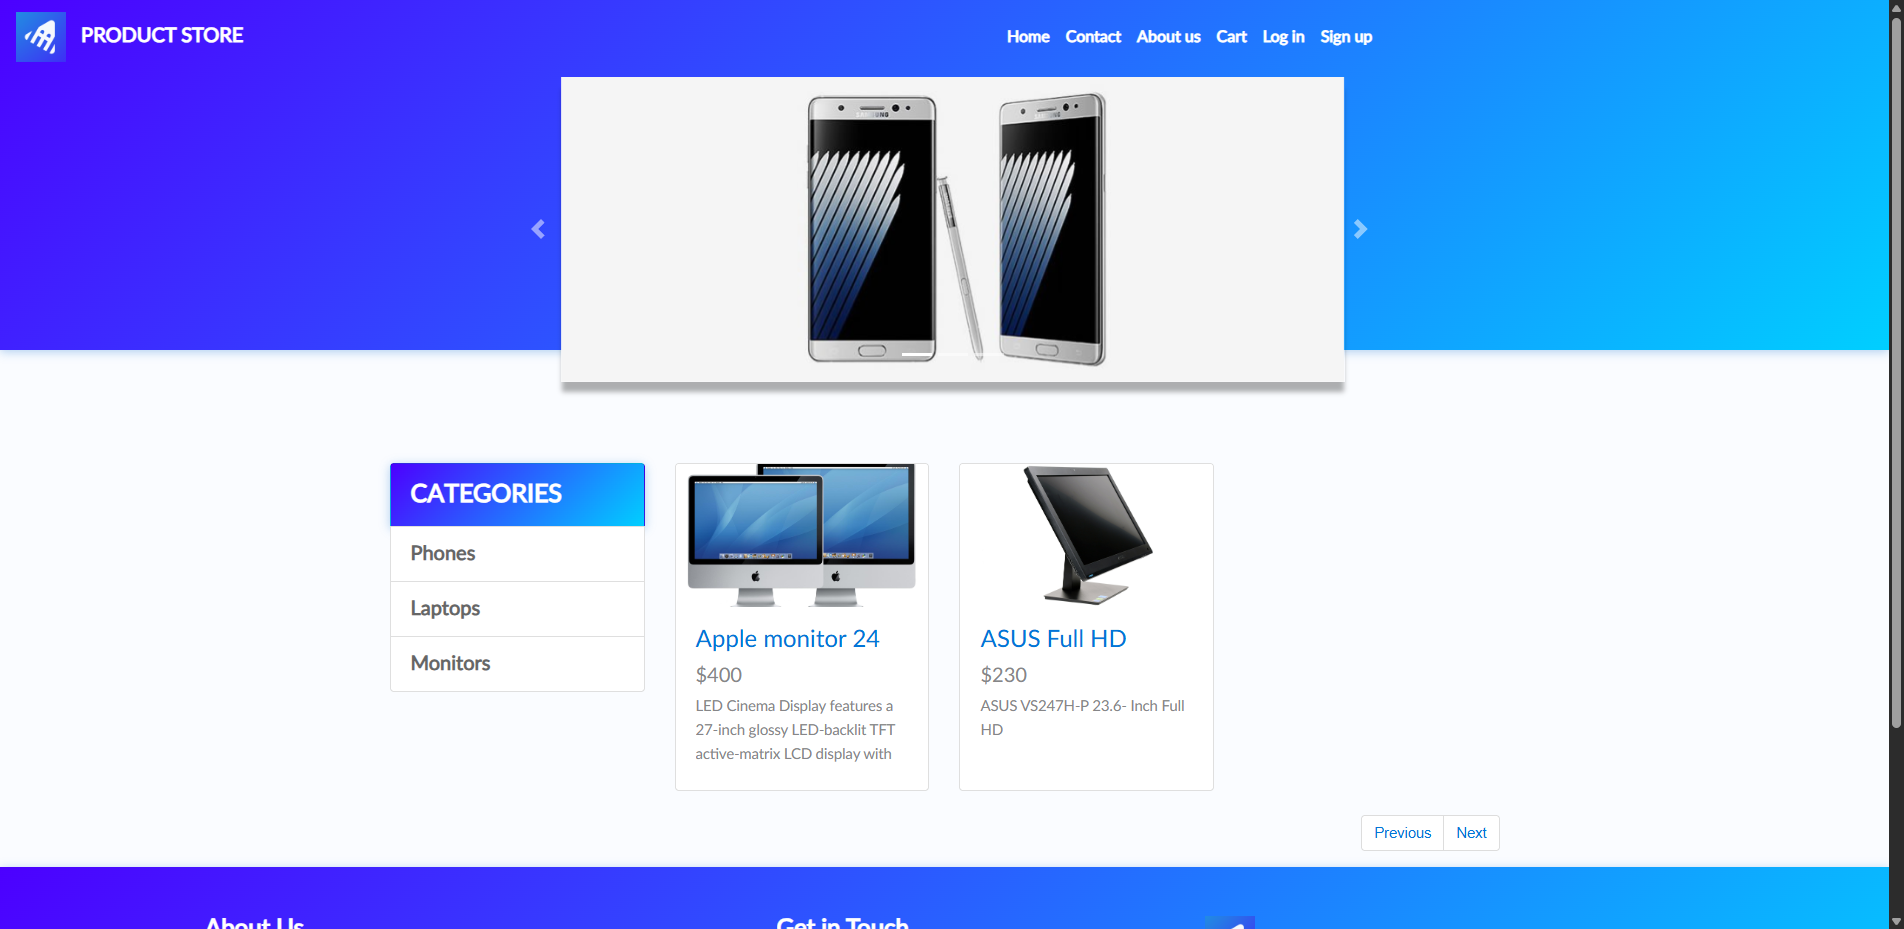 PRODUCT STORE
Home Contact About us Cart Log in Sign up
SAMSUNG SAMSUNG
CATEGORIES
Phones
Laptops
Monitors
Apple monitor 24
$400
LED Cinema Display features a
27-inch glossy LED-backlit TFT
active-matrix LCD display with
ASUS Full HD
$230
ASUS VS247H-P 23.6- Inch Full
HD
Previous Next
About Us
Get in Touch